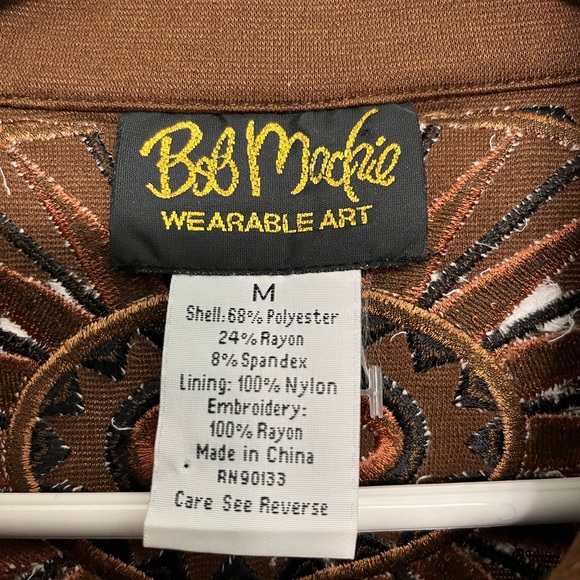 Bob Mackie
WEARABLE ART
M
Shell: 68% Polyester
24% Rayon
8% Spandex
Lining: 100% Nylon
Embroidery:
100% Rayon
Made in China
RN90133
Care See Reverse